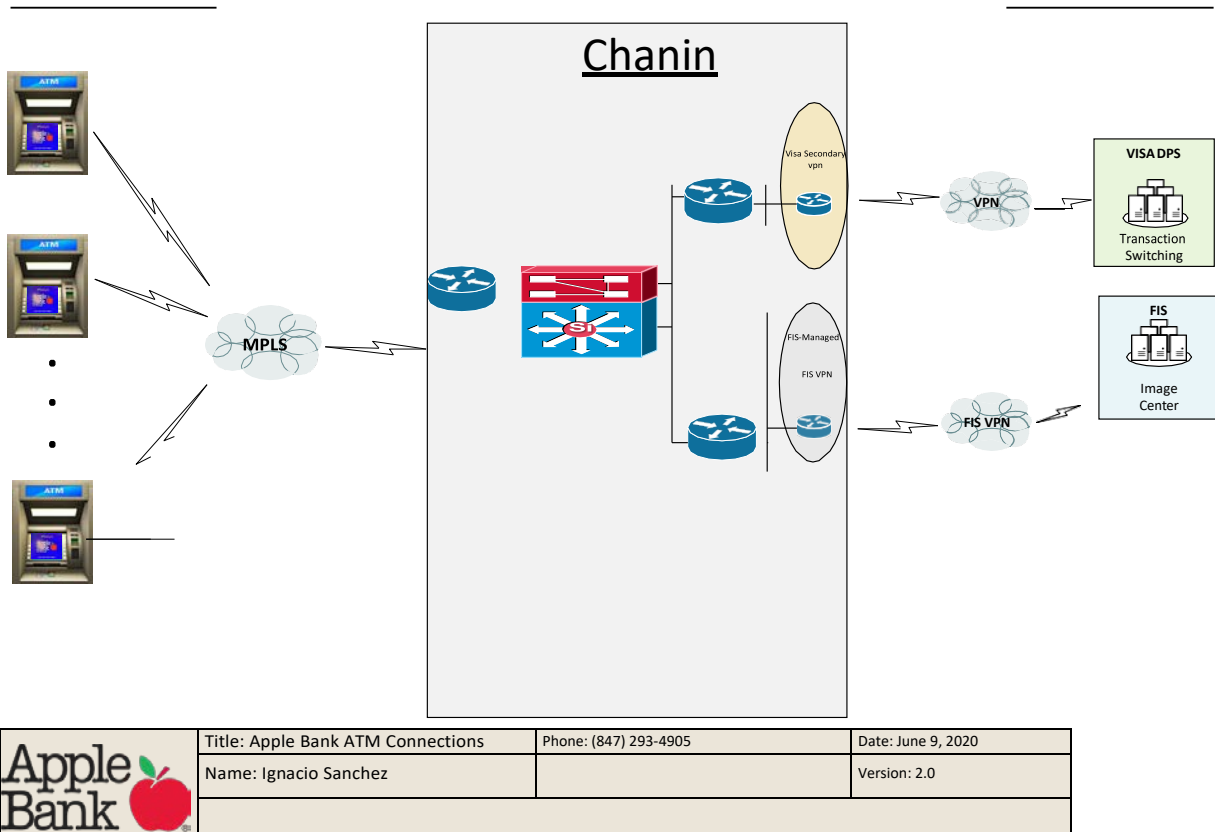 Chanin
ATM
Visa Secondary
vpn
VISA DPS
VPN
Transaction
Switching
ATM
MPLS
Si
FIS-Managed
FIS VPN
FIS
Image
Center
FIS VPN
ATM
Apple
Bank
Title: Apple Bank ATM Connections
Phone: (847) 293-4905
Date: June 9, 2020
Name: Ignacio Sanchez
Version: 2.0